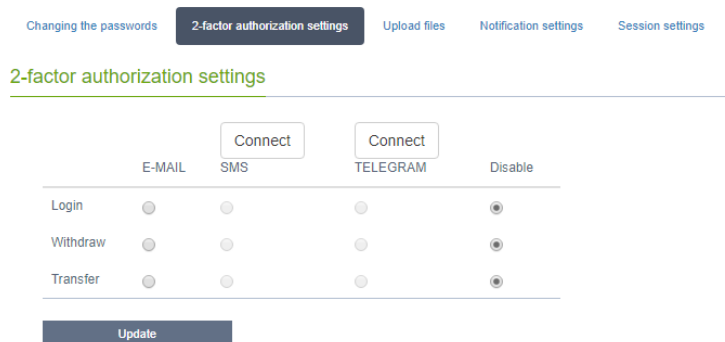 Changing the passwords 2-factor authorization settings Upload files Notification settings Session settings
2-factor authorization settings
Connect Connect
E-MAIL SMS TELEGRAM Disable
Login
Withdraw
Transfer
Update